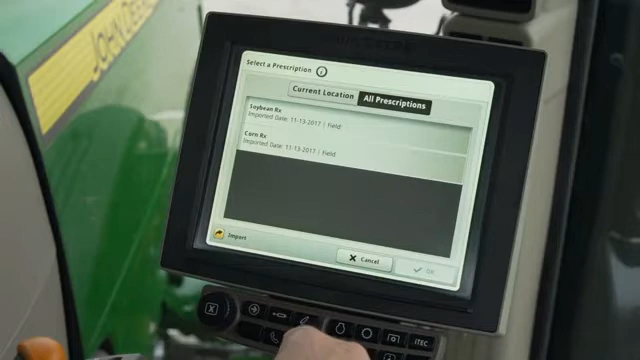 JOHN DEERE
Select a Prescription
Current Location
All Prescriptions
Soybean Rx
Imported Date: 11-13-2017 | Field:
Corn Rx
Imported Date: 11-13-2017 | Field:
Import
Cancel
OK
iTEC